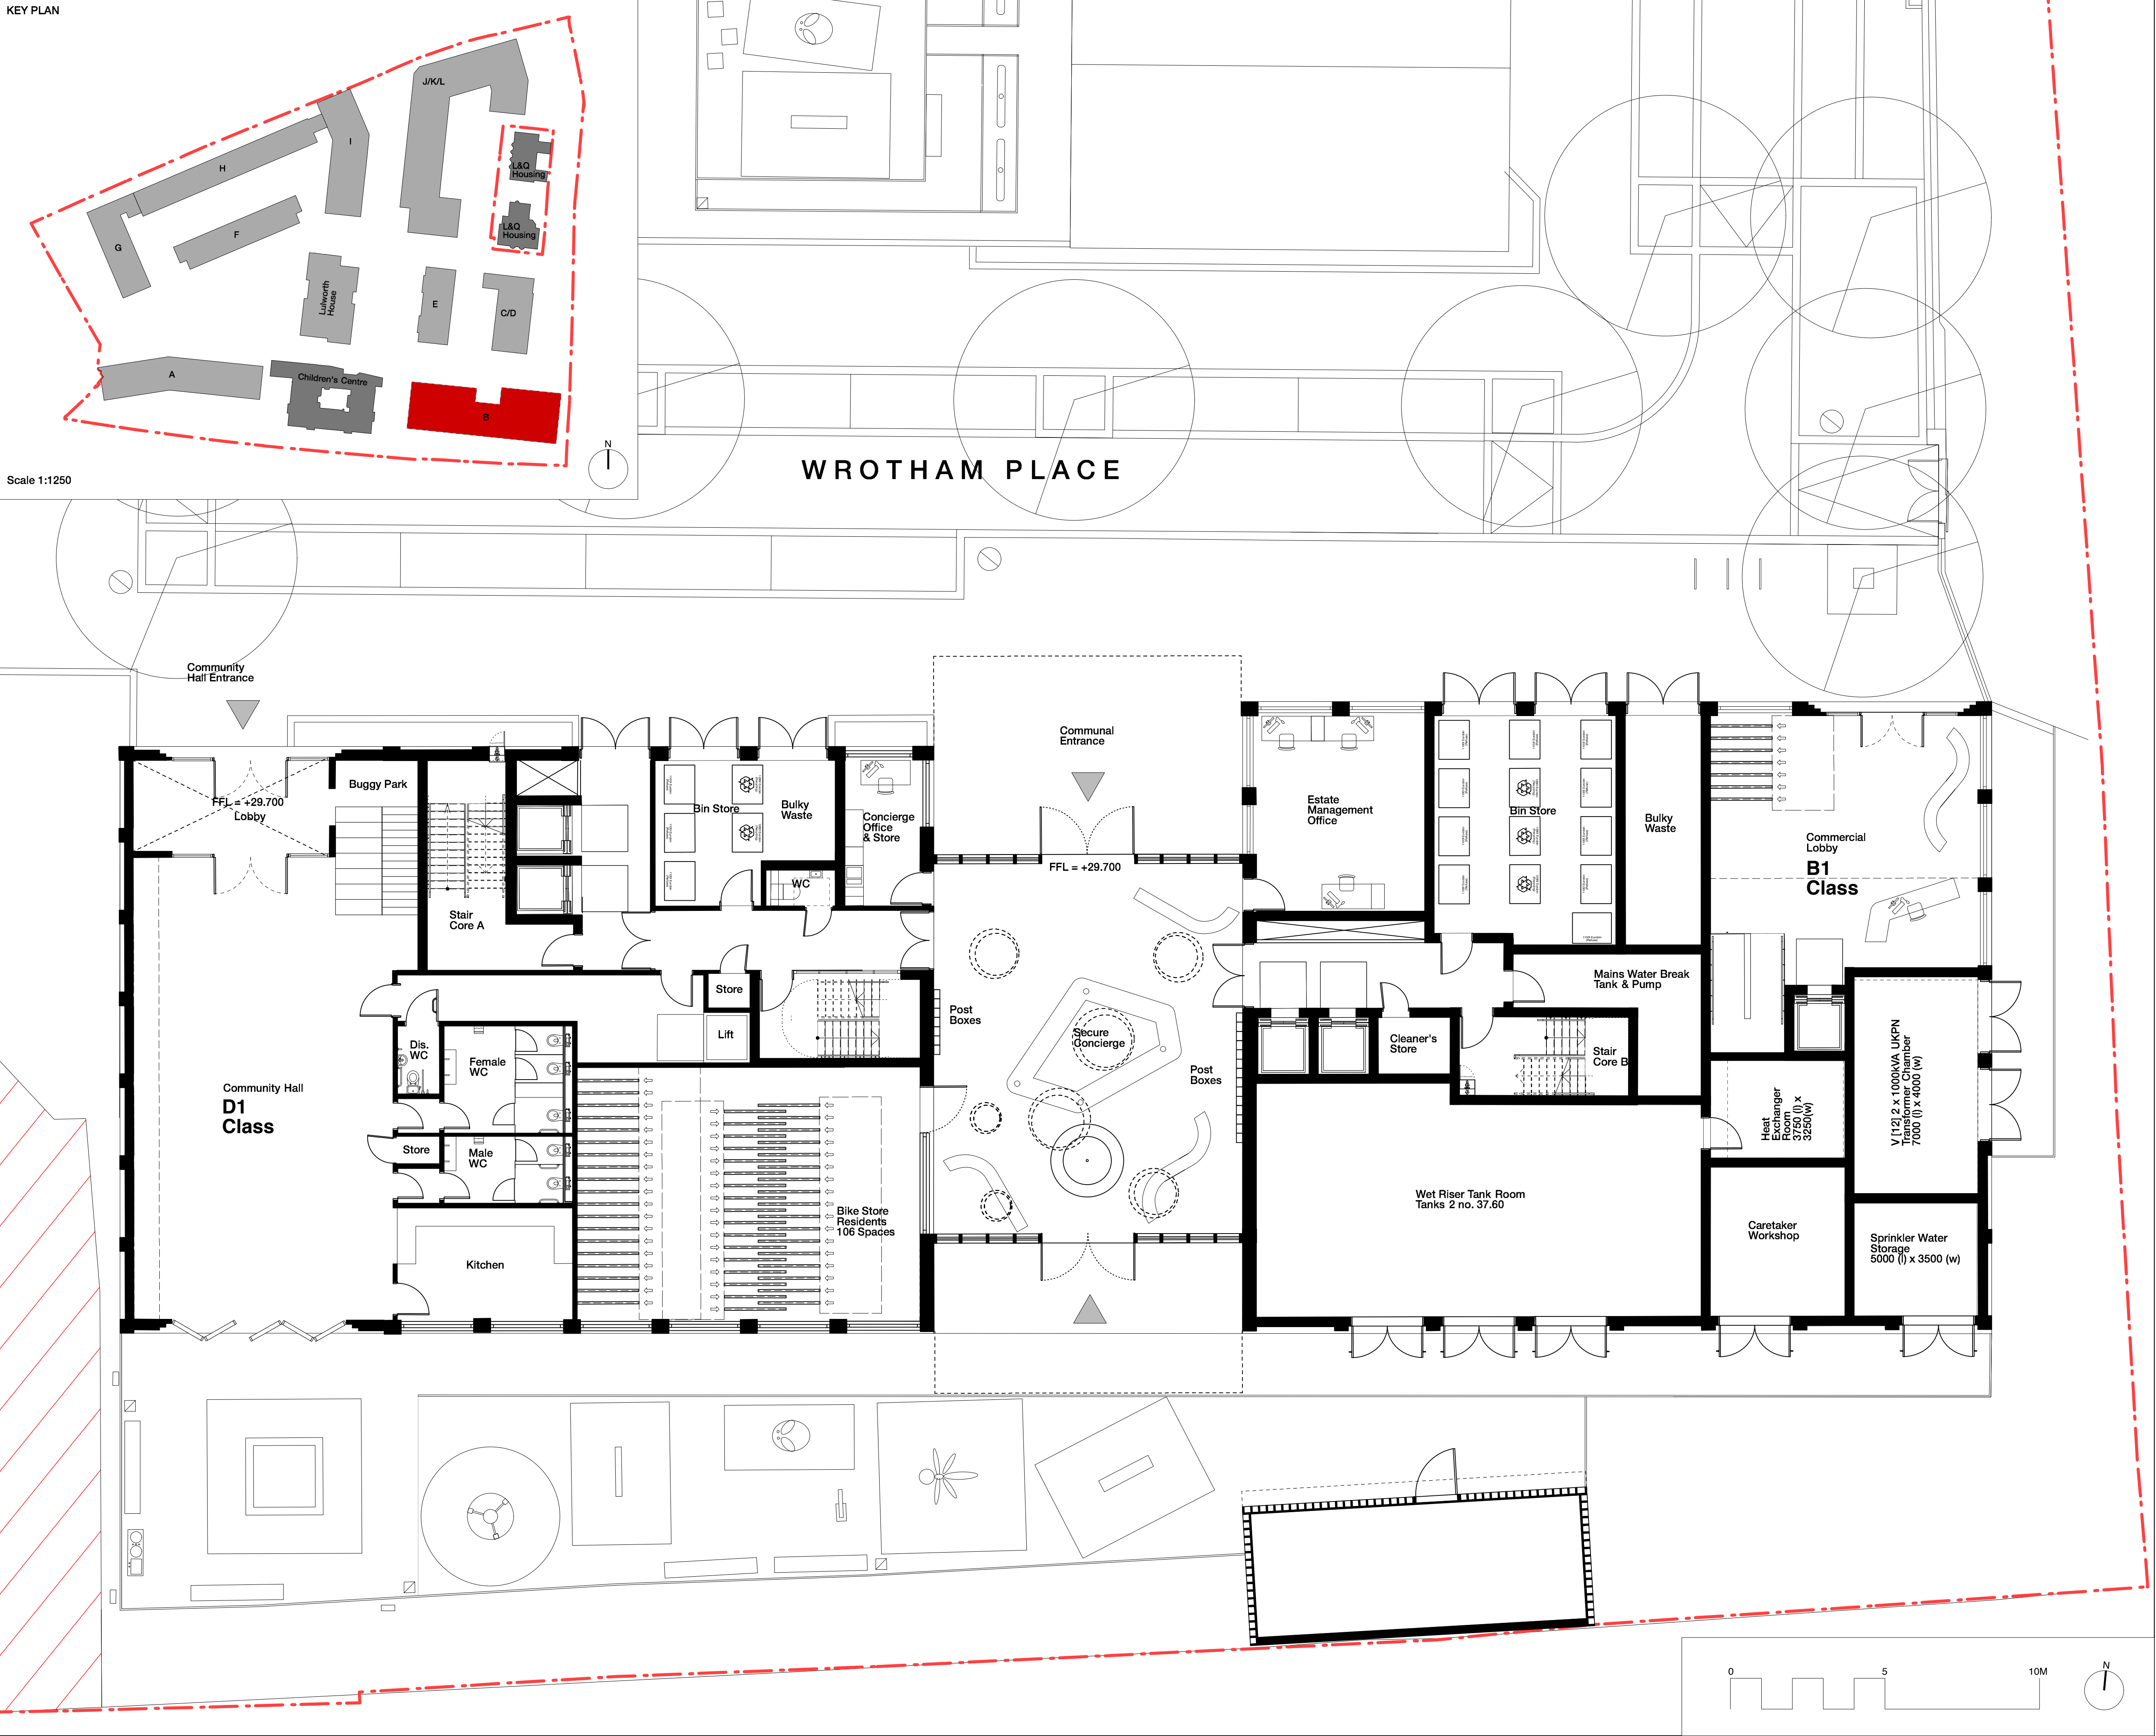 KEY PLAN
J/K/L
I
H
L&Q
Housing
L&Q
Housing
G
F
Lulworth
House
E
C/D
A
Children's Centre
B
N
Scale 1:1250
WROTHAM PLACE
Community
Hall Entrance
Communal
Entrance
Buggy Park
FFL = +29.700
Lobby
Bin Store
Bulky
Waste
Concierge
Office
& Store
WC
FFL = +29.700
Estate
Management
Office
Bin Store
Bulky
Waste
Commercial
Lobby
B1
Class
Stair
Core A
Store
Lift
Post
Boxes
Secure
Concierge
Post
Boxes
Mains Water Break
Tank & Pump
Cleaner's
Store
Stair
Core B
Dis.
WC
Female
WC
Community Hall
D1
Class
Store
Male
WC
Kitchen
Bike Store
Residents
106 Spaces
Heat
Exchanger
Room
3750 (l) x
3250(w)
V [12] 2 x 1000kVA UKPN
Transformer Chamber
7000 (l) x 4000 (w)
Wet Riser Tank Room
Tanks 2 no. 37.60
Caretaker
Workshop
Sprinkler Water
Storage
5000 (l) x 3500 (w)
0 5 10M
N